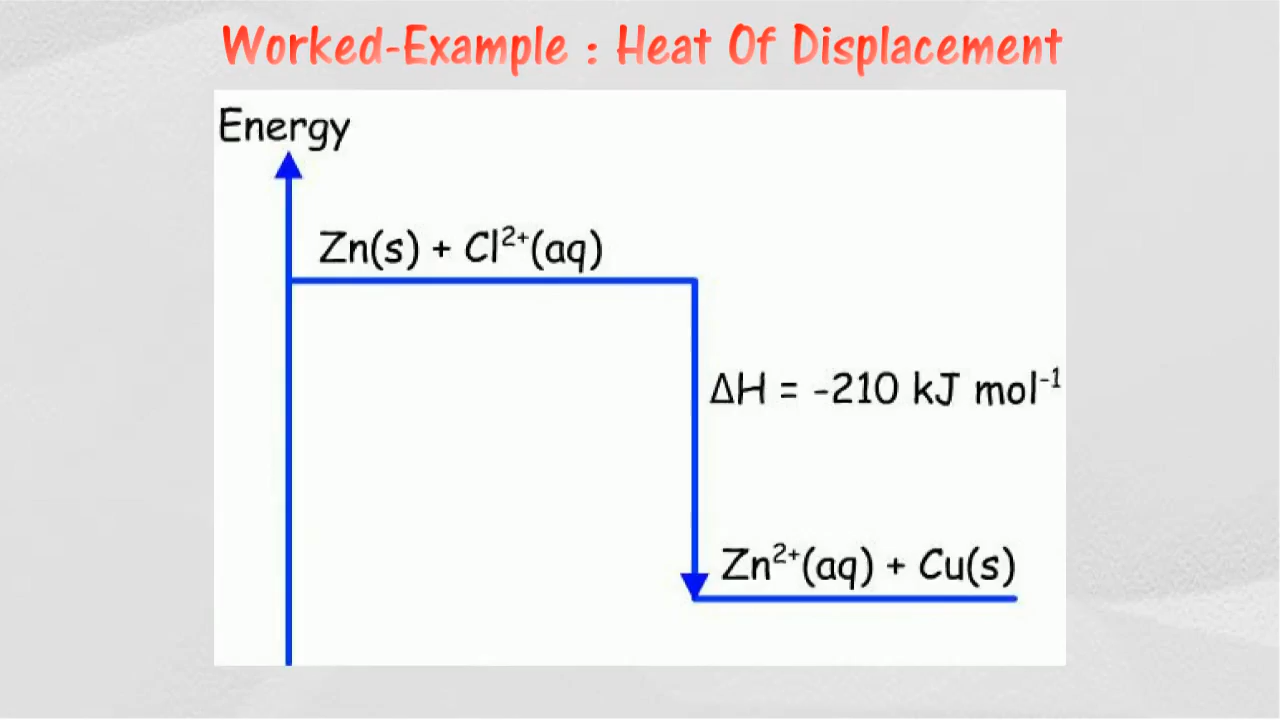 Worked-Example : Heat Of Displacement
Energy
Zn(s) + Cl²⁺(aq)
ΔH = -210 kJ mol⁻¹
Zn²⁺(aq) + Cu(s)